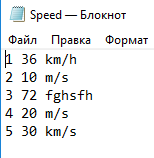 Speed — Блокнот
Файл Правка Формат
1 36 km/h
2 10 m/s
3 72 fghsfh
4 20 m/s
5 30 km/s